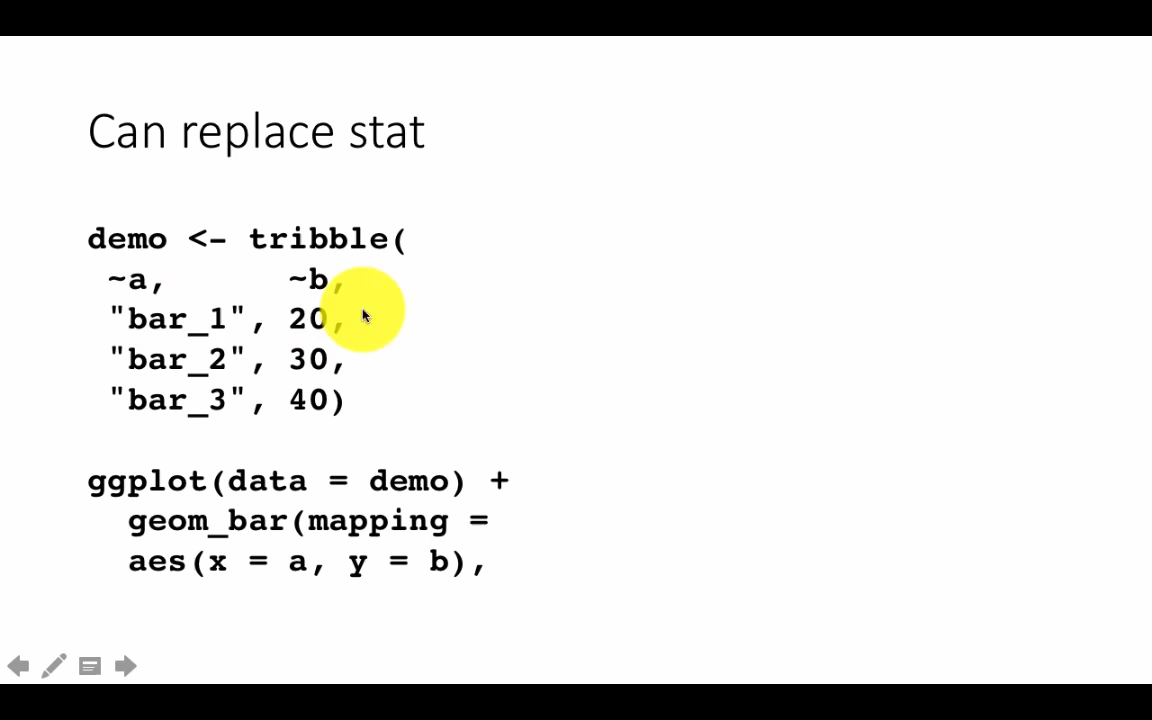 Can replace stat
demo <- tribble(
~a, ~b,
"bar_1", 20,
"bar_2", 30,
"bar_3", 40)
ggplot(data = demo) +
geom_bar(mapping =
aes(x = a, y = b),